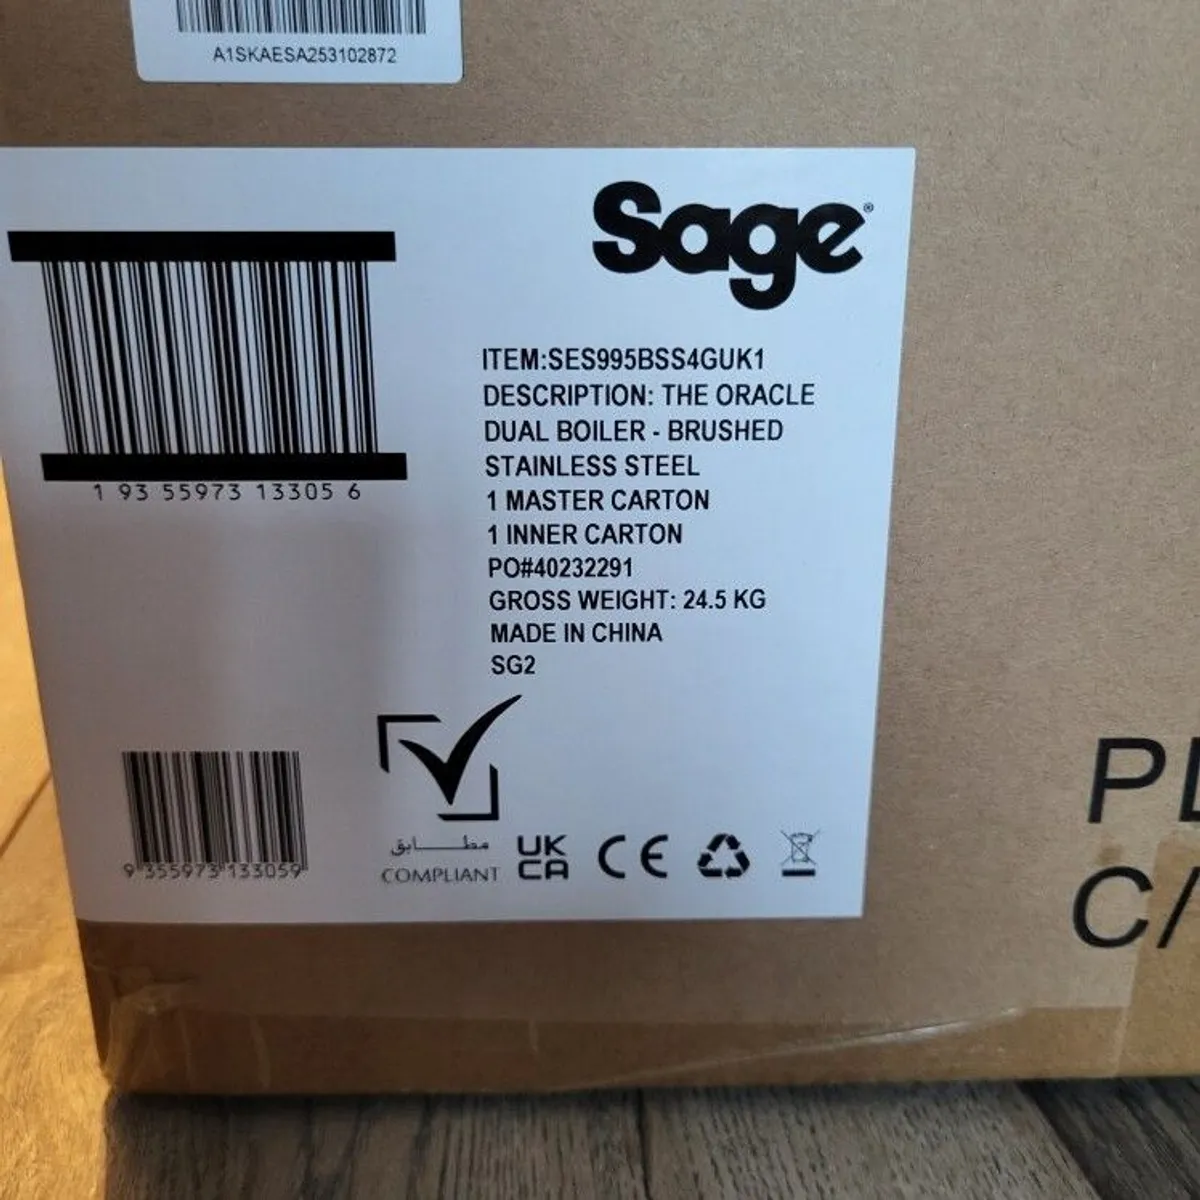 A1SKAESA253102872
Sage®
1 93 55973 13305 6
ITEM:SES995BSS4GUK1
DESCRIPTION: THE ORACLE
DUAL BOILER - BRUSHED
STAINLESS STEEL
1 MASTER CARTON
1 INNER CARTON
PO#40232291
GROSS WEIGHT: 24.5 KG
MADE IN CHINA
SG2
9 355973 133059
مطـــابق
COMPLIANT
UK
CA
CE
C/